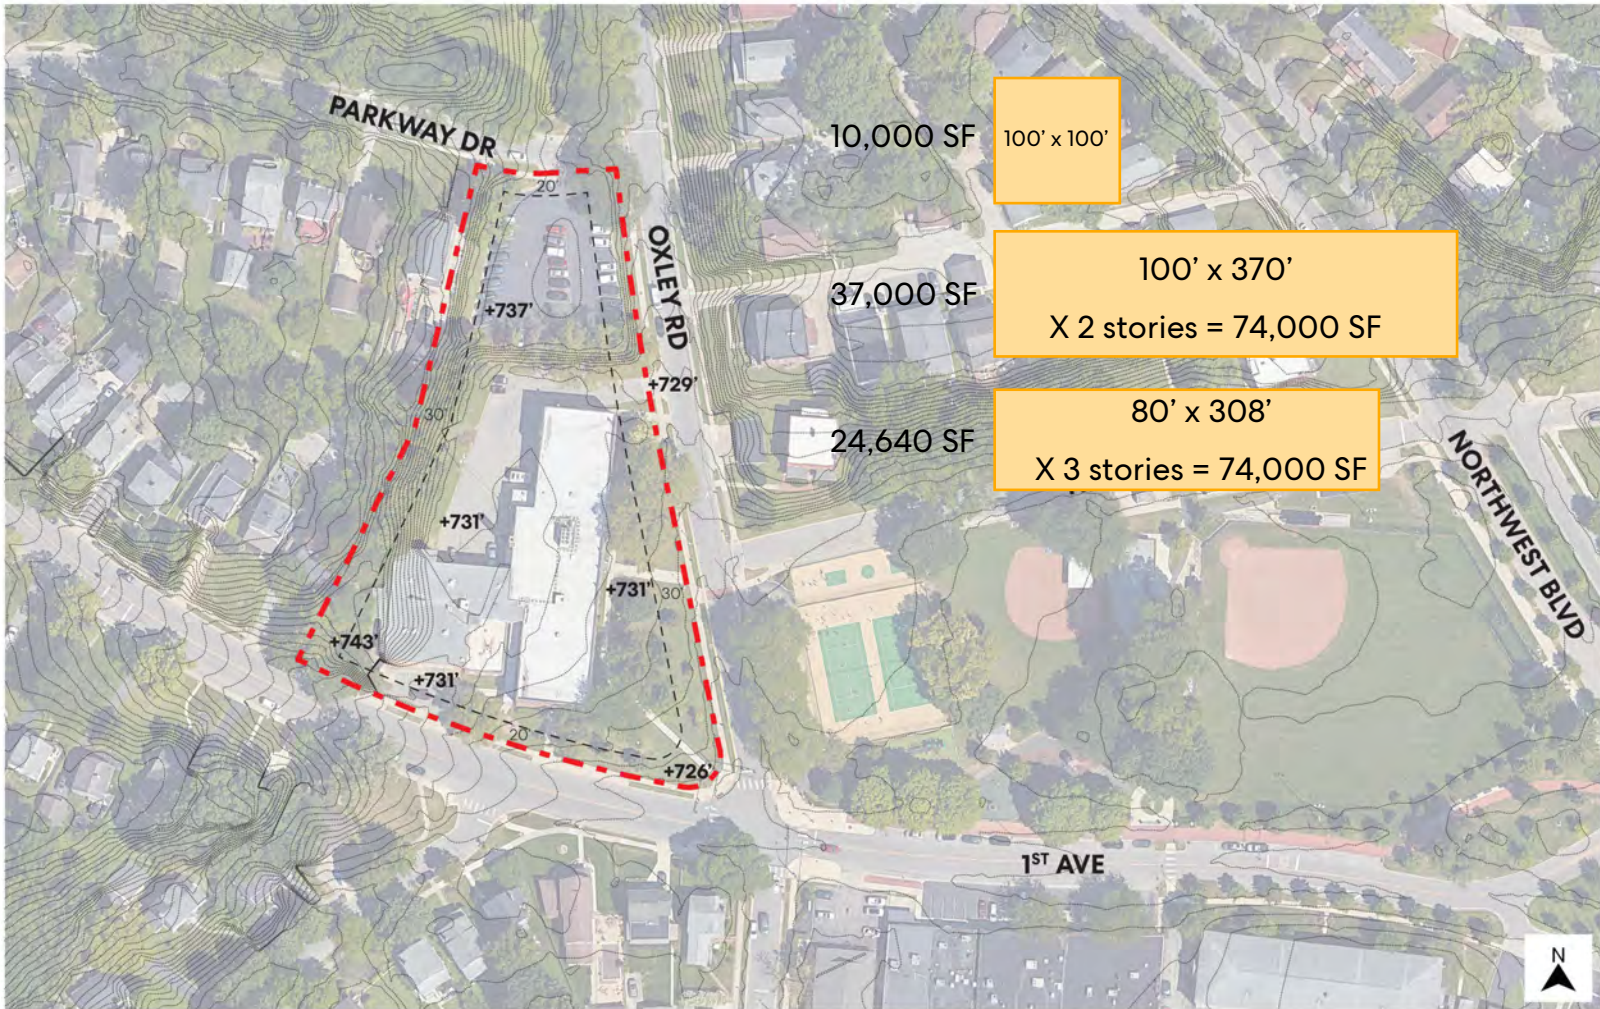 PARKWAY DR
20'
10,000 SF
100' x 100'
OXLEY RD
+737'
37,000 SF
100' x 370'
X 2 stories = 74,000 SF
+729'
30'
24,640 SF
80' x 308'
X 3 stories = 74,000 SF
NORTHWEST BLVD
+731'
+731'
30'
+743'
+731'
20'
+726'
1ST AVE
N